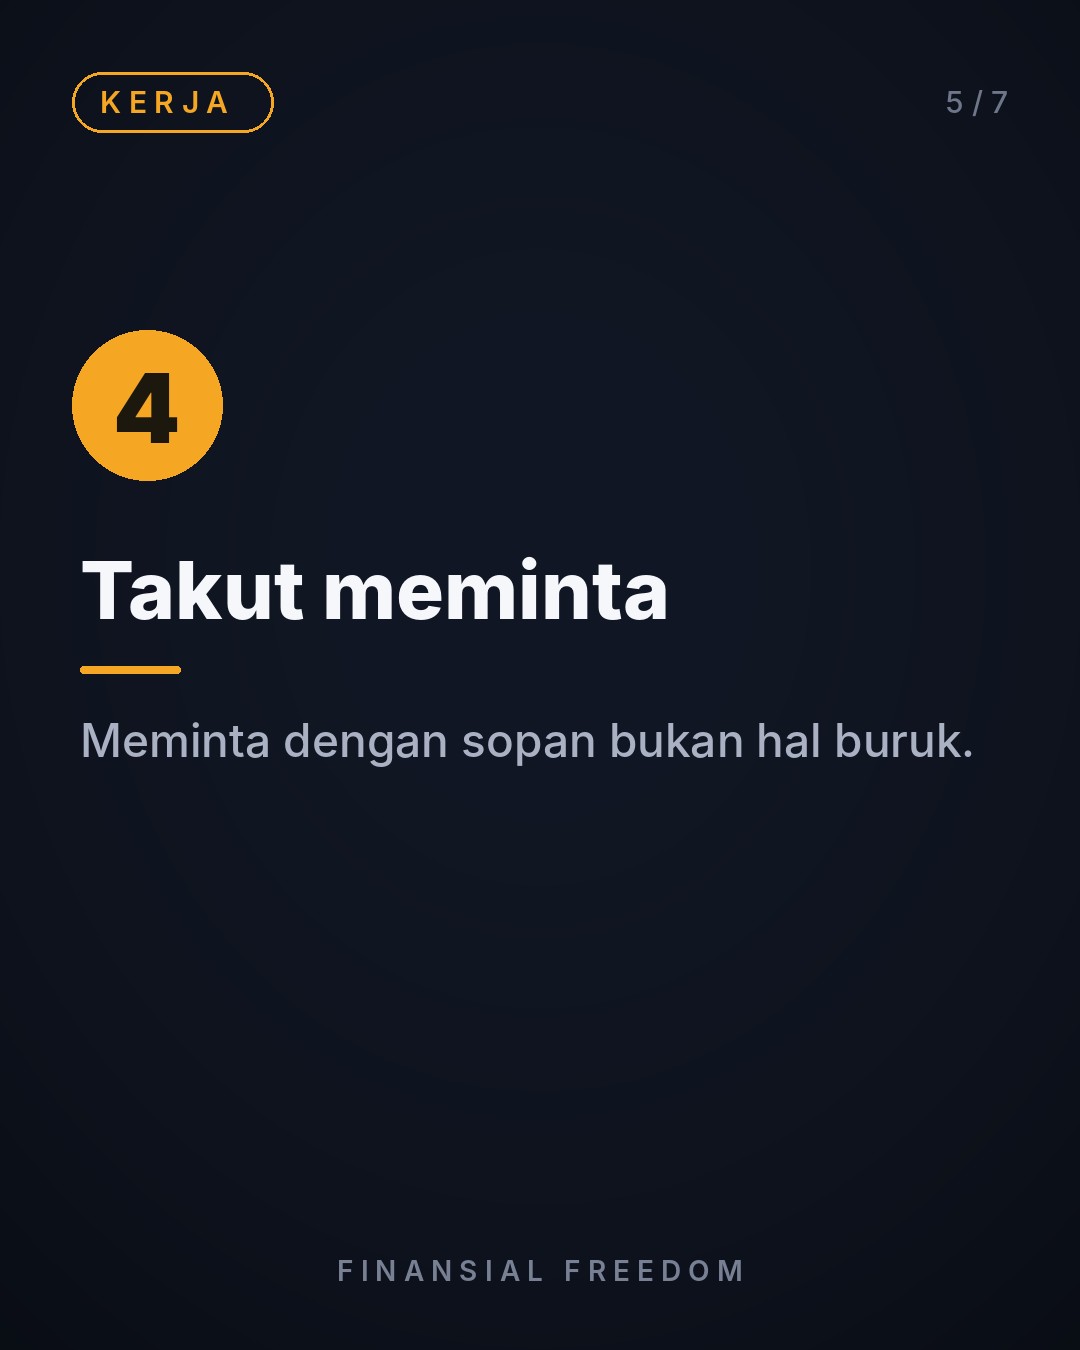 KERJA
5/7
4
Takut meminta
Meminta dengan sopan bukan hal buruk.
FINANSIAL FREEDOM